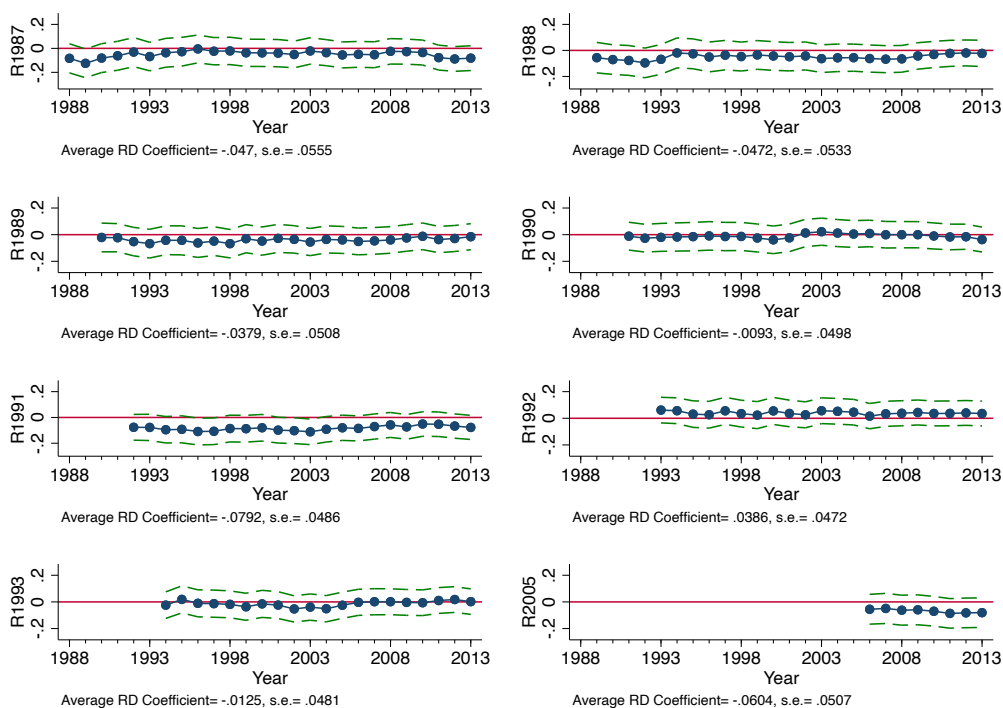 R1987
.2
0
-.2
1988 1993 1998 2003 2008 2013
Year
Average RD Coefficient= -.047, s.e.= .0555
R1988
.2
0
-.2
1988 1993 1998 2003 2008 2013
Year
Average RD Coefficient= -.0472, s.e.= .0533
R1989
.2
0
-.2
1988 1993 1998 2003 2008 2013
Year
Average RD Coefficient= -.0379, s.e.= .0508
R1990
.2
0
-.2
1988 1993 1998 2003 2008 2013
Year
Average RD Coefficient= -.0093, s.e.= .0498
R1991
.2
0
-.2
1988 1993 1998 2003 2008 2013
Year
Average RD Coefficient= -.0792, s.e.= .0486
R1992
.2
0
-.2
1988 1993 1998 2003 2008 2013
Year
Average RD Coefficient= .0386, s.e.= .0472
R1993
.2
0
-.2
1988 1993 1998 2003 2008 2013
Year
Average RD Coefficient= -.0125, s.e.= .0481
R2005
.2
0
-.2
1988 1993 1998 2003 2008 2013
Year
Average RD Coefficient= -.0604, s.e.= .0507